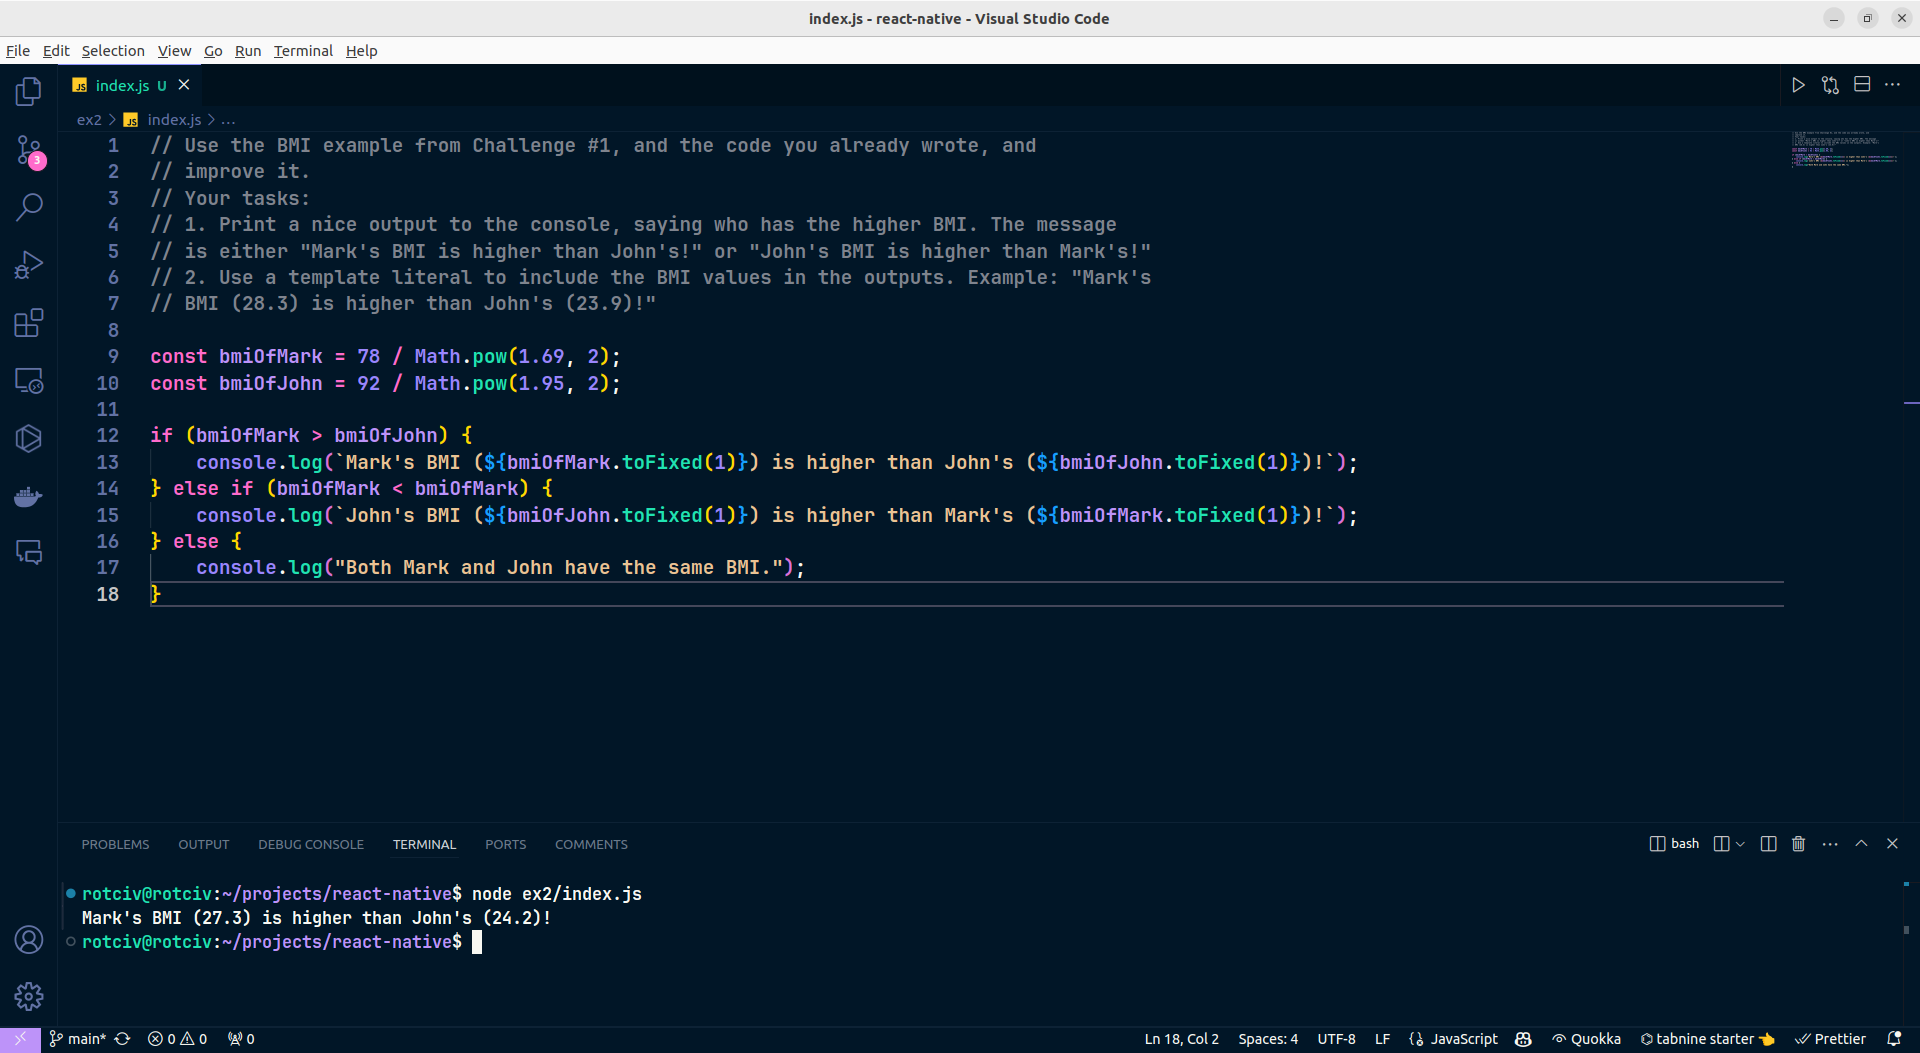 index.js - react-native - Visual Studio Code
File Edit Selection View Go Run Terminal Help
JS index.js U
ex2 > JS index.js > ...
1 // Use the BMI example from Challenge #1, and the code you already wrote, and
2 // improve it.
3 // Your tasks:
4 // 1. Print a nice output to the console, saying who has the higher BMI. The message
5 // is either "Mark's BMI is higher than John's!" or "John's BMI is higher than Mark's!"
6 // 2. Use a template literal to include the BMI values in the outputs. Example: "Mark's
7 // BMI (28.3) is higher than John's (23.9)!"
8
9 const bmiOfMark = 78 / Math.pow(1.69, 2);
10 const bmiOfJohn = 92 / Math.pow(1.95, 2);
11
12 if (bmiOfMark > bmiOfJohn) {
13     console.log(`Mark's BMI (${bmiOfMark.toFixed(1)}) is higher than John's (${bmiOfJohn.toFixed(1)})!`);
14 } else if (bmiOfMark < bmiOfMark) {
15     console.log(`John's BMI (${bmiOfJohn.toFixed(1)}) is higher than Mark's (${bmiOfMark.toFixed(1)})!`);
16 } else {
17     console.log("Both Mark and John have the same BMI.");
18 }
3
PROBLEMS OUTPUT DEBUG CONSOLE TERMINAL PORTS COMMENTS bash
rotciv@rotciv:~/projects/react-native$ node ex2/index.js
Mark's BMI (27.3) is higher than John's (24.2)!
rotciv@rotciv:~/projects/react-native$
main* 0 0 0 Ln 18, Col 2 Spaces: 4 UTF-8 LF JavaScript Quokka tabnine starter Prettier